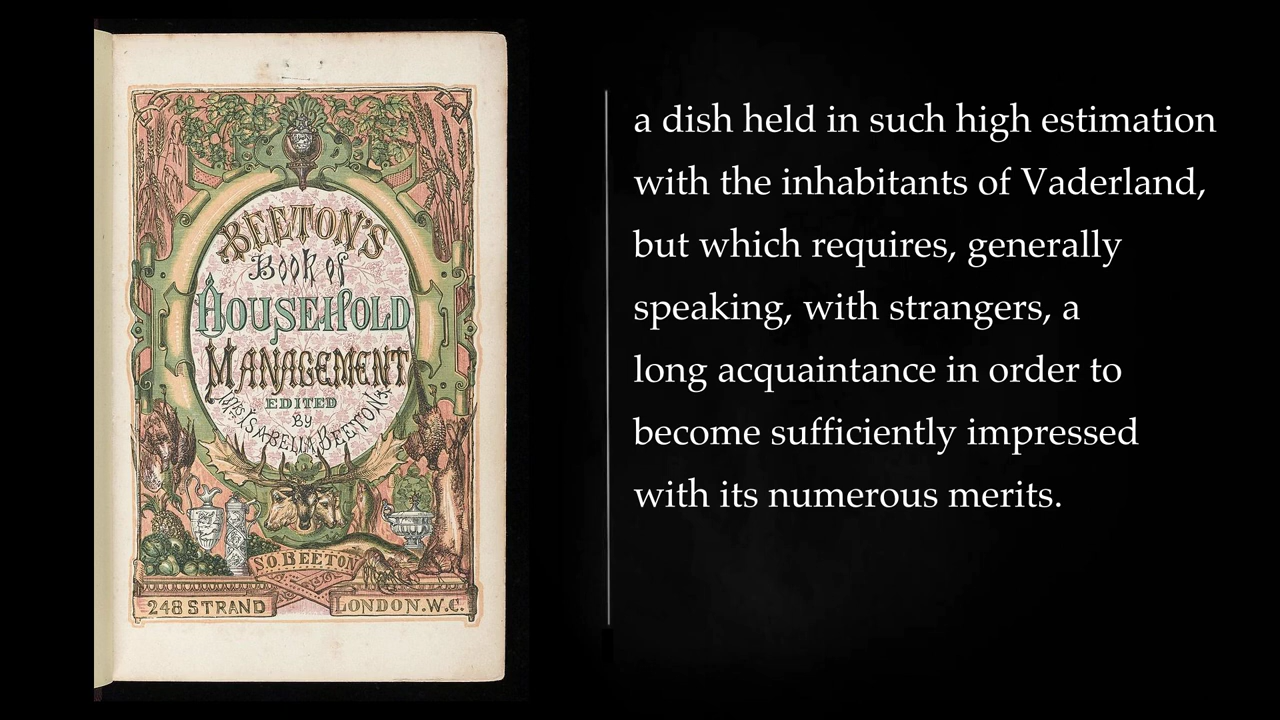 BEETON'S
Book of
HOUSEHOLD
MANAGEMENT
EDITED
BY
MRS ISABELLA BEETON
S.O. BEETON
248 STRAND
LONDON. W.C.
a dish held in such high estimation
with the inhabitants of Vaderland,
but which requires, generally
speaking, with strangers, a
long acquaintance in order to
become sufficiently impressed
with its numerous merits.